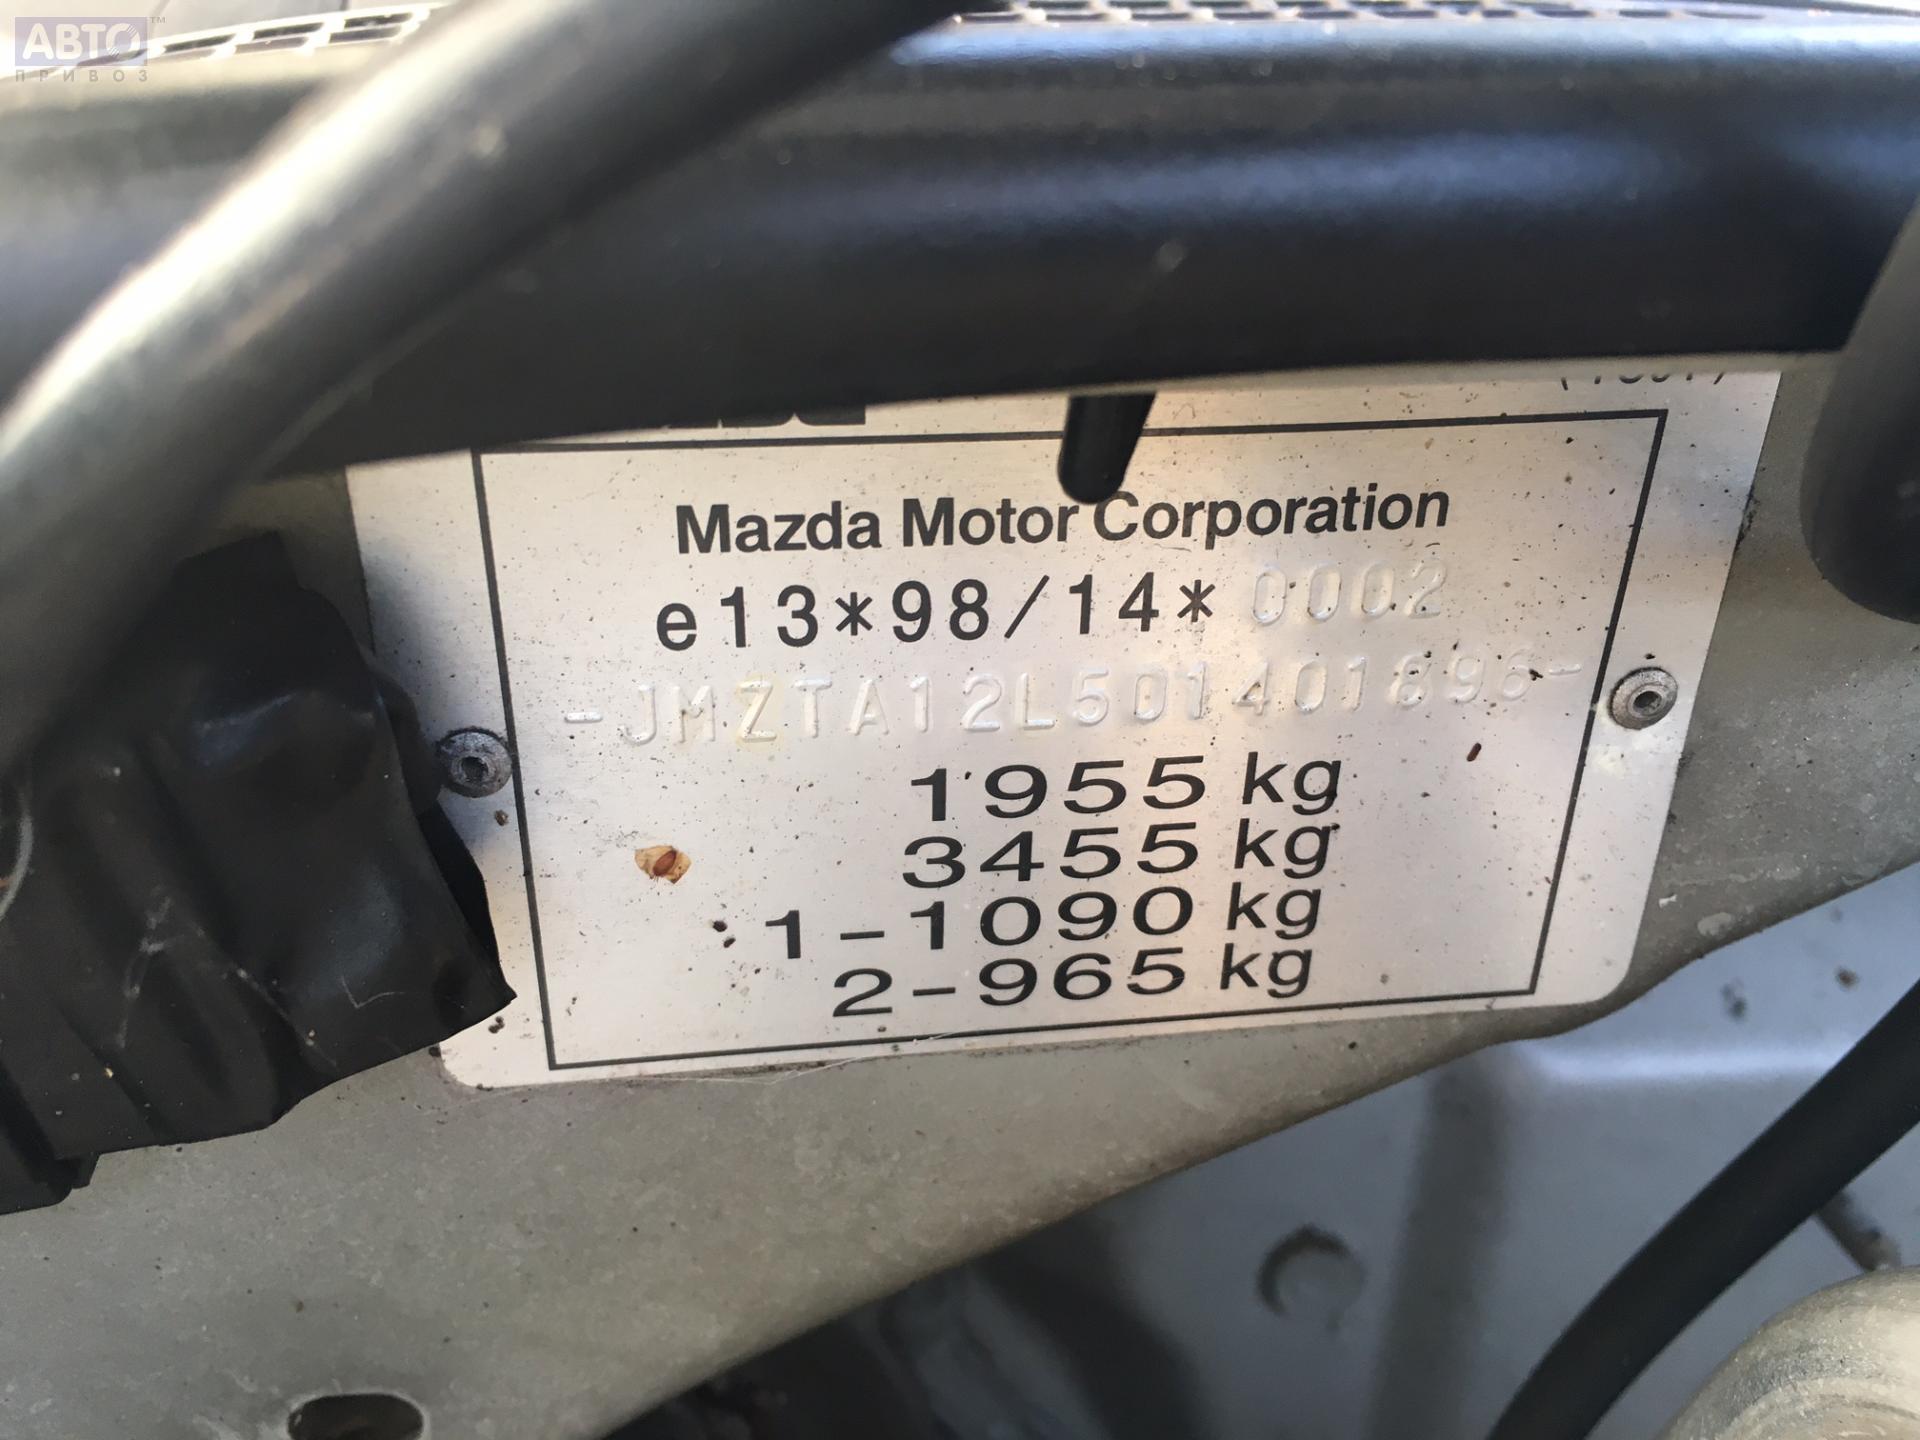 АВТО™
ПРИВОЗ
Mazda Motor Corporation
e13*98/14*0002
-JMZTA12L501401896-
1955 kg
3455 kg
1-1090 kg
2-965 kg